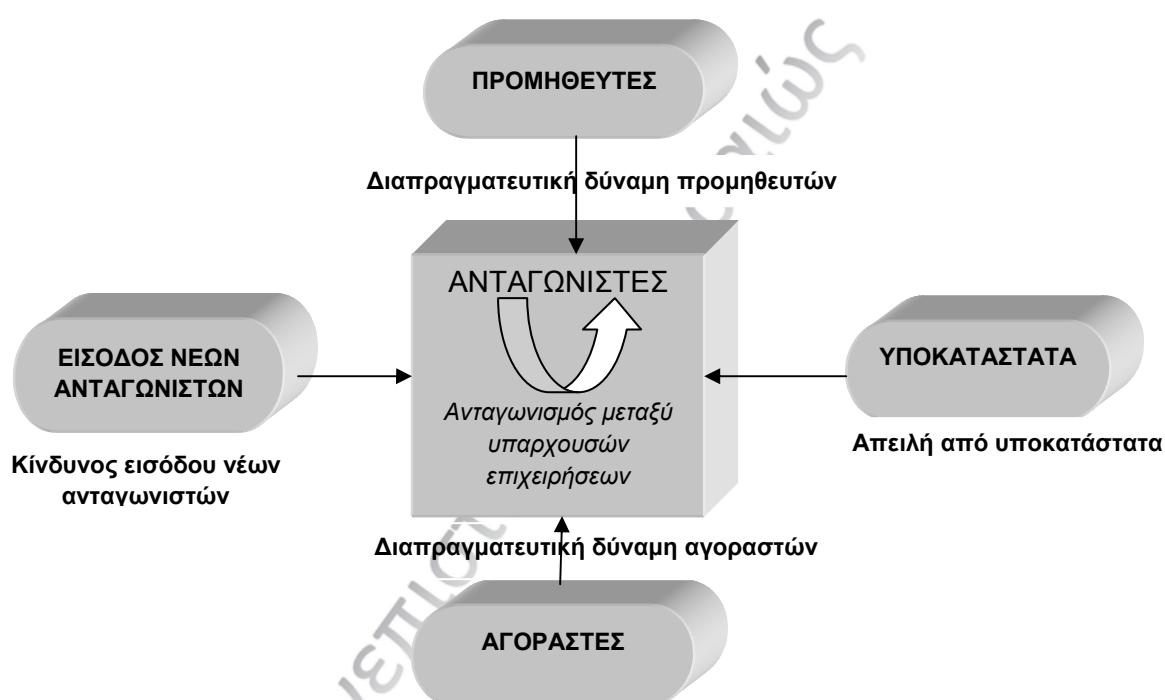 ΠΡΟΜΗΘΕΥΤΕΣ
Διαπραγματευτική δύναμη προμηθευτών
ΑΝΤΑΓΩΝΙΣΤΕΣ
Ανταγωνισμός μεταξύ
υπαρχουσών
επιχειρήσεων
ΕΙΣΟΔΟΣ ΝΕΩΝ
ΑΝΤΑΓΩΝΙΣΤΩΝ
Κίνδυνος εισόδου νέων
ανταγωνιστών
ΥΠΟΚΑΤΑΣΤΑΤΑ
Απειλή από υποκατάστατα
Διαπραγματευτική δύναμη αγοραστών
ΑΓΟΡΑΣΤΕΣ